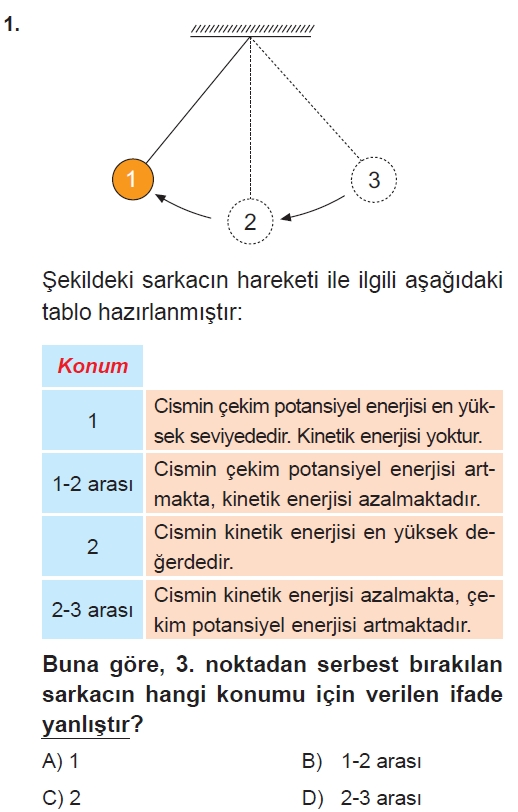 1.
1
3
2
Şekildeki sarkacın hareketi ile ilgili aşağıdaki
tablo hazırlanmıştır:
Konum
1
Cismin çekim potansiyel enerjisi en yük-
sek seviyededir. Kinetik enerjisi yoktur.
1-2 arası
Cismin çekim potansiyel enerjisi art-
makta, kinetik enerjisi azalmaktadır.
2
Cismin kinetik enerjisi en yüksek de-
ğerdedir.
2-3 arası
Cismin kinetik enerjisi azalmakta, çe-
kim potansiyel enerjisi artmaktadır.
Buna göre, 3. noktadan serbest bırakılan
sarkacın hangi konumu için verilen ifade
yanlıştır?
A) 1
B) 1-2 arası
C) 2
D) 2-3 arası